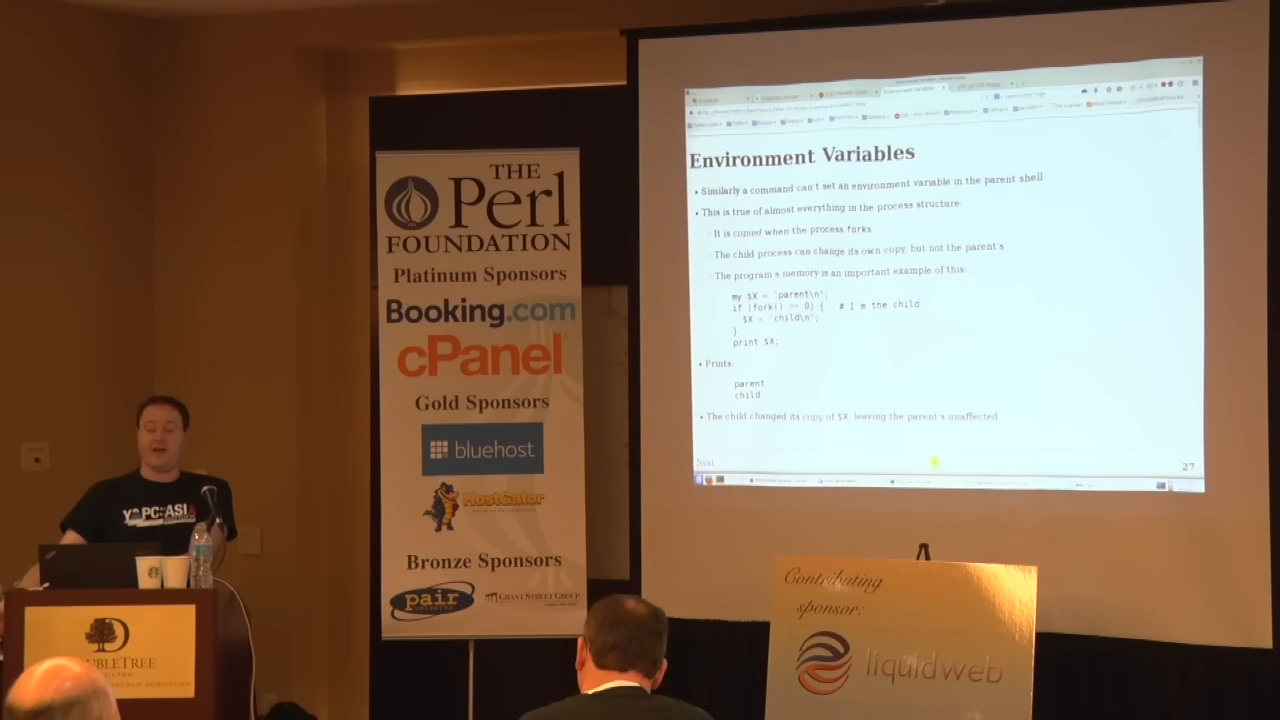 THE
Perl
FOUNDATION
Platinum Sponsors
Booking.com
cPanel
Gold Sponsors
bluehost
HostGator
Bronze Sponsors
pair
GRANT STREET GROUP
Environment Variables
• Similarly a command can't set an environment variable in the parent shell
• This is true of almost everything in the process structure:
It is copied when the process forks
The child process can change its own copy, but not the parent's
The program's memory is an important example of this:
my $X = 'parent\n';
if (fork() == 0) { # I'm the child
$X = 'child\n';
}
print $X;
• Prints
parent
child
• The child changed its copy of $X, leaving the parent's unaffected
Next
27
YAPC::ASIA
D
UBLETREE
Contributing
sponsor:
liquidweb